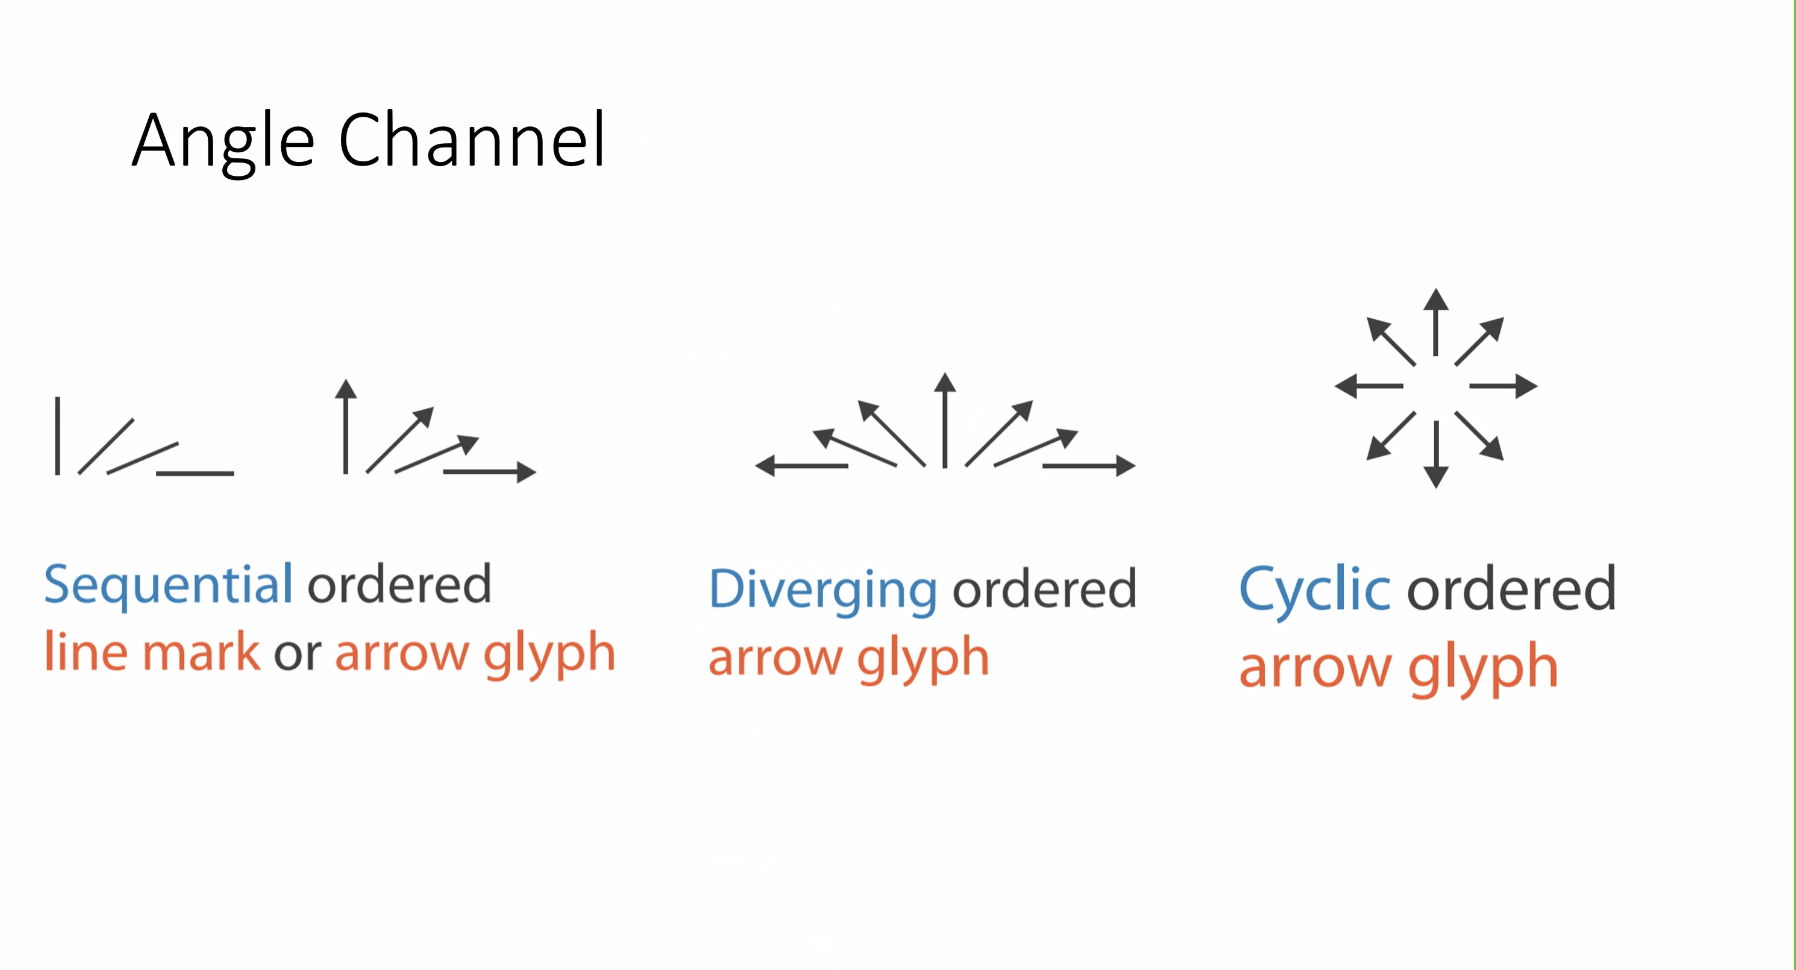 Angle Channel
Sequential ordered
line mark or arrow glyph
Diverging ordered
arrow glyph
Cyclic ordered
arrow glyph